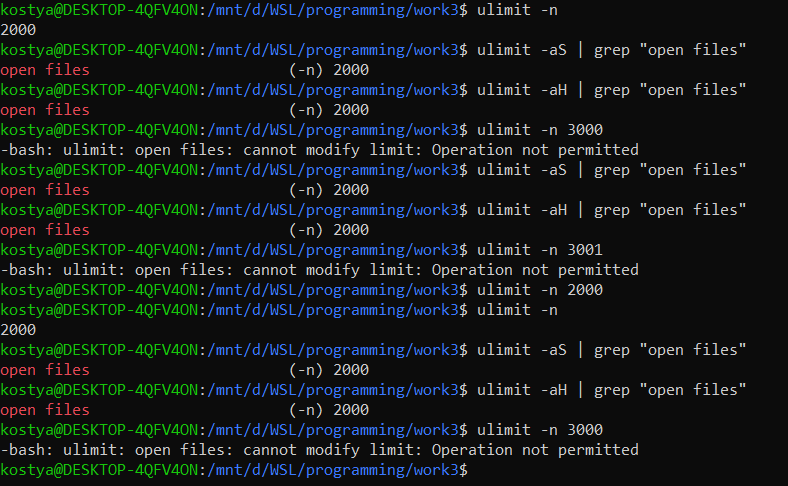 kostya@DESKTOP-4QFV4ON:/mnt/d/WSL/programming/work3$ ulimit -n
2000
kostya@DESKTOP-4QFV4ON:/mnt/d/WSL/programming/work3$ ulimit -aS | grep "open files"
open files                      (-n) 2000
kostya@DESKTOP-4QFV4ON:/mnt/d/WSL/programming/work3$ ulimit -aH | grep "open files"
open files                      (-n) 2000
kostya@DESKTOP-4QFV4ON:/mnt/d/WSL/programming/work3$ ulimit -n 3000
-bash: ulimit: open files: cannot modify limit: Operation not permitted
kostya@DESKTOP-4QFV4ON:/mnt/d/WSL/programming/work3$ ulimit -aS | grep "open files"
open files                      (-n) 2000
kostya@DESKTOP-4QFV4ON:/mnt/d/WSL/programming/work3$ ulimit -aH | grep "open files"
open files                      (-n) 2000
kostya@DESKTOP-4QFV4ON:/mnt/d/WSL/programming/work3$ ulimit -n 3001
-bash: ulimit: open files: cannot modify limit: Operation not permitted
kostya@DESKTOP-4QFV4ON:/mnt/d/WSL/programming/work3$ ulimit -n 2000
kostya@DESKTOP-4QFV4ON:/mnt/d/WSL/programming/work3$ ulimit -n
2000
kostya@DESKTOP-4QFV4ON:/mnt/d/WSL/programming/work3$ ulimit -aS | grep "open files"
open files                      (-n) 2000
kostya@DESKTOP-4QFV4ON:/mnt/d/WSL/programming/work3$ ulimit -aH | grep "open files"
open files                      (-n) 2000
kostya@DESKTOP-4QFV4ON:/mnt/d/WSL/programming/work3$ ulimit -n 3000
-bash: ulimit: open files: cannot modify limit: Operation not permitted
kostya@DESKTOP-4QFV4ON:/mnt/d/WSL/programming/work3$